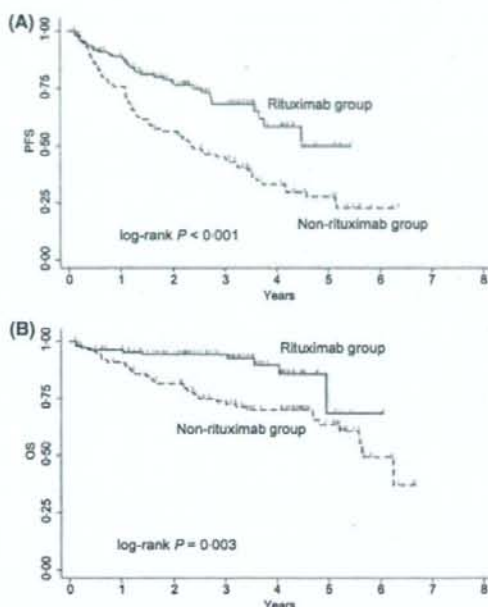 (A)
1·00
0·75
0·50
0·25
0·00
PFS
Rituximab group
Non-rituximab group
log-rank P < 0·001
0 1 2 3 4 5 6 7 8
Years
(B)
1·00
0·75
0·50
0·25
0·00
OS
Rituximab group
Non-rituximab group
log-rank P = 0·003
0 1 2 3 4 5 6 7 8
Years